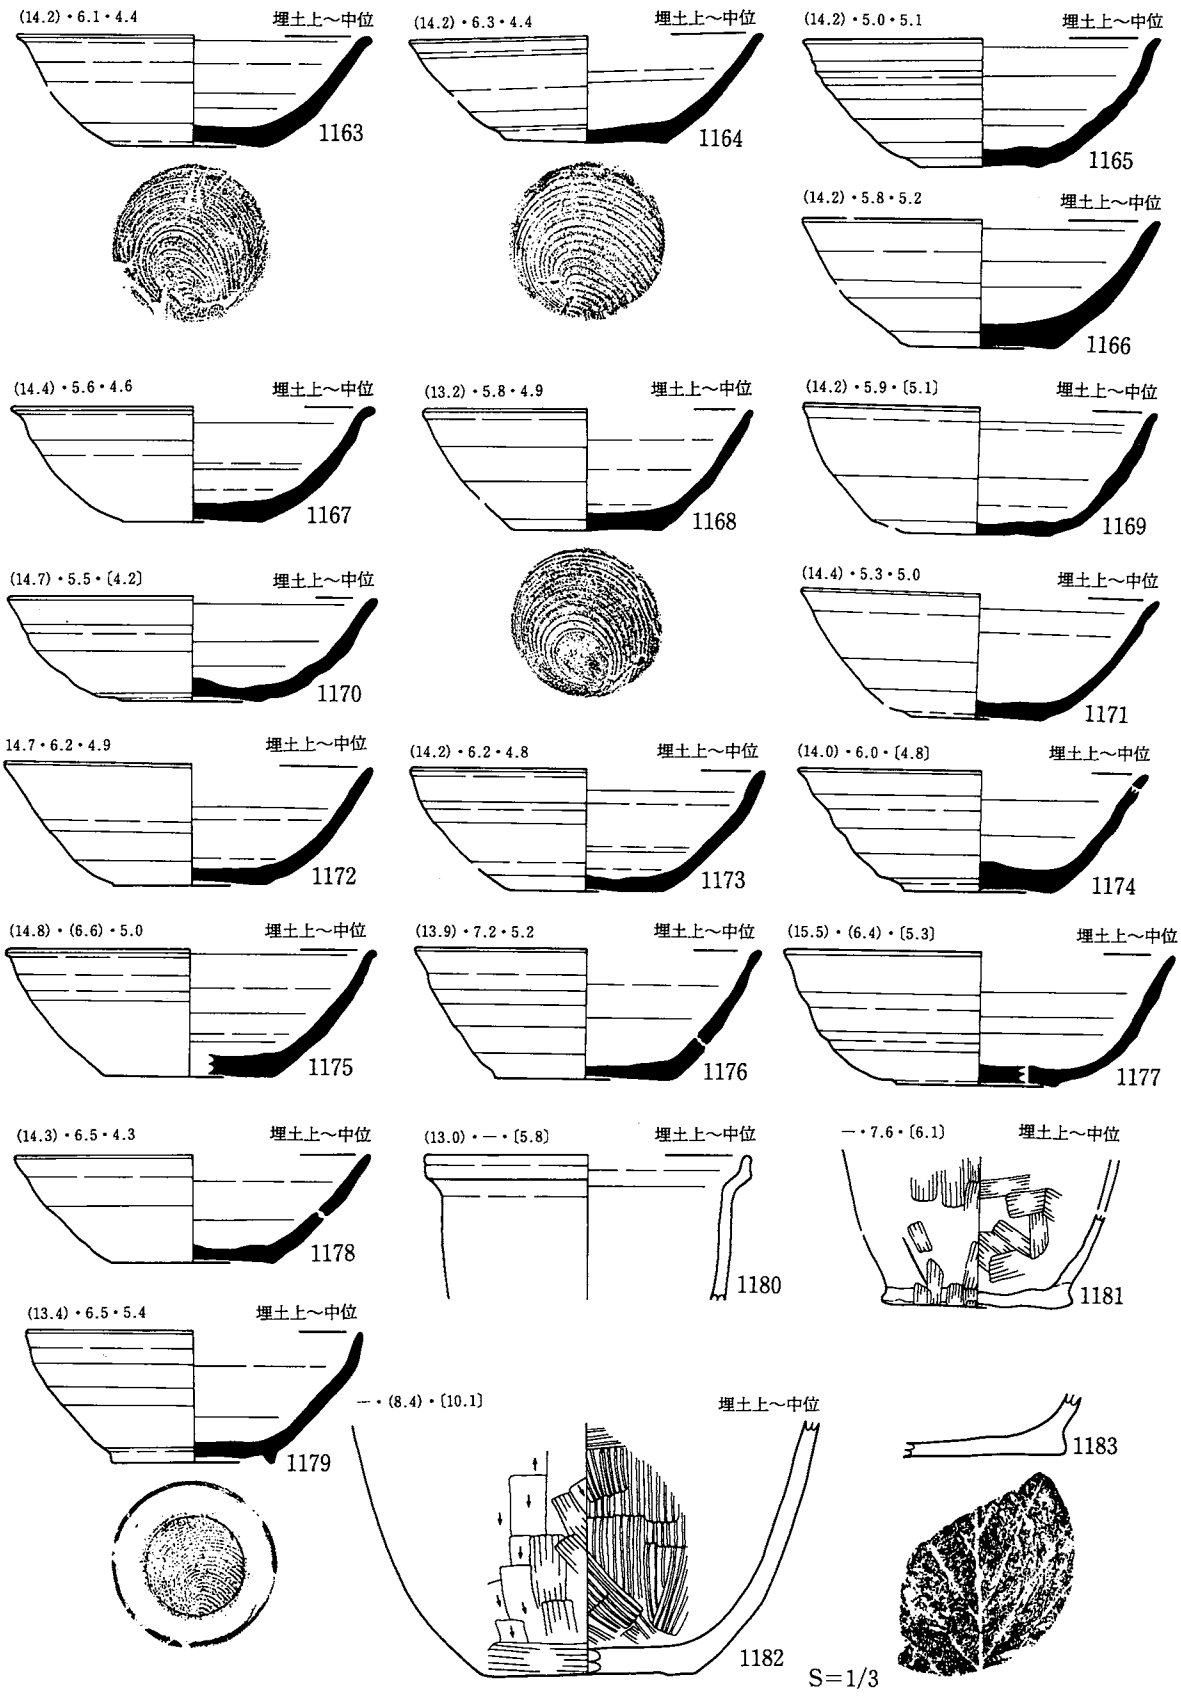 (14.2)・6.1・4.4 埋土上～中位
1163
(14.2)・6.3・4.4 埋土上～中位
1164
(14.2)・5.0・5.1 埋土上～中位
1165
(14.2)・5.8・5.2 埋土上～中位
1166
(14.4)・5.6・4.6 埋土上～中位
1167
(13.2)・5.8・4.9 埋土上～中位
1168
(14.2)・5.9・〔5.1〕 埋土上～中位
1169
(14.7)・5.5・〔4.2〕 埋土上～中位
1170
(14.4)・5.3・5.0 埋土上～中位
1171
14.7・6.2・4.9 埋土上～中位
1172
(14.2)・6.2・4.8 埋土上～中位
1173
(14.0)・6.0・〔4.8〕 埋土上～中位
1174
(14.8)・(6.6)・5.0 埋土上～中位
1175
(13.9)・7.2・5.2 埋土上～中位
1176
(15.5)・(6.4)・〔5.3〕 埋土上～中位
1177
(14.3)・6.5・4.3 埋土上～中位
1178
(13.0)・―・〔5.8〕 埋土上～中位
1180
―・7.6・〔6.1〕 埋土上～中位
1181
(13.4)・6.5・5.4 埋土上～中位
1179
―・(8.4)・〔10.1〕 埋土上～中位
1182
1183
S＝1/3